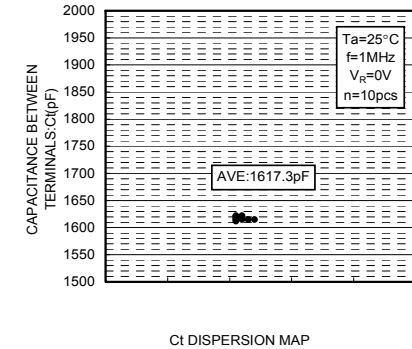 CAPACITANCE BETWEEN
TERMINALS:Ct(pF)
2000
1950
1900
1850
1800
1750
1700
1650
1600
1550
1500
Ta=25°C
f=1MHz
VR=0V
n=10pcs
AVE:1617.3pF
Ct DISPERSION MAP